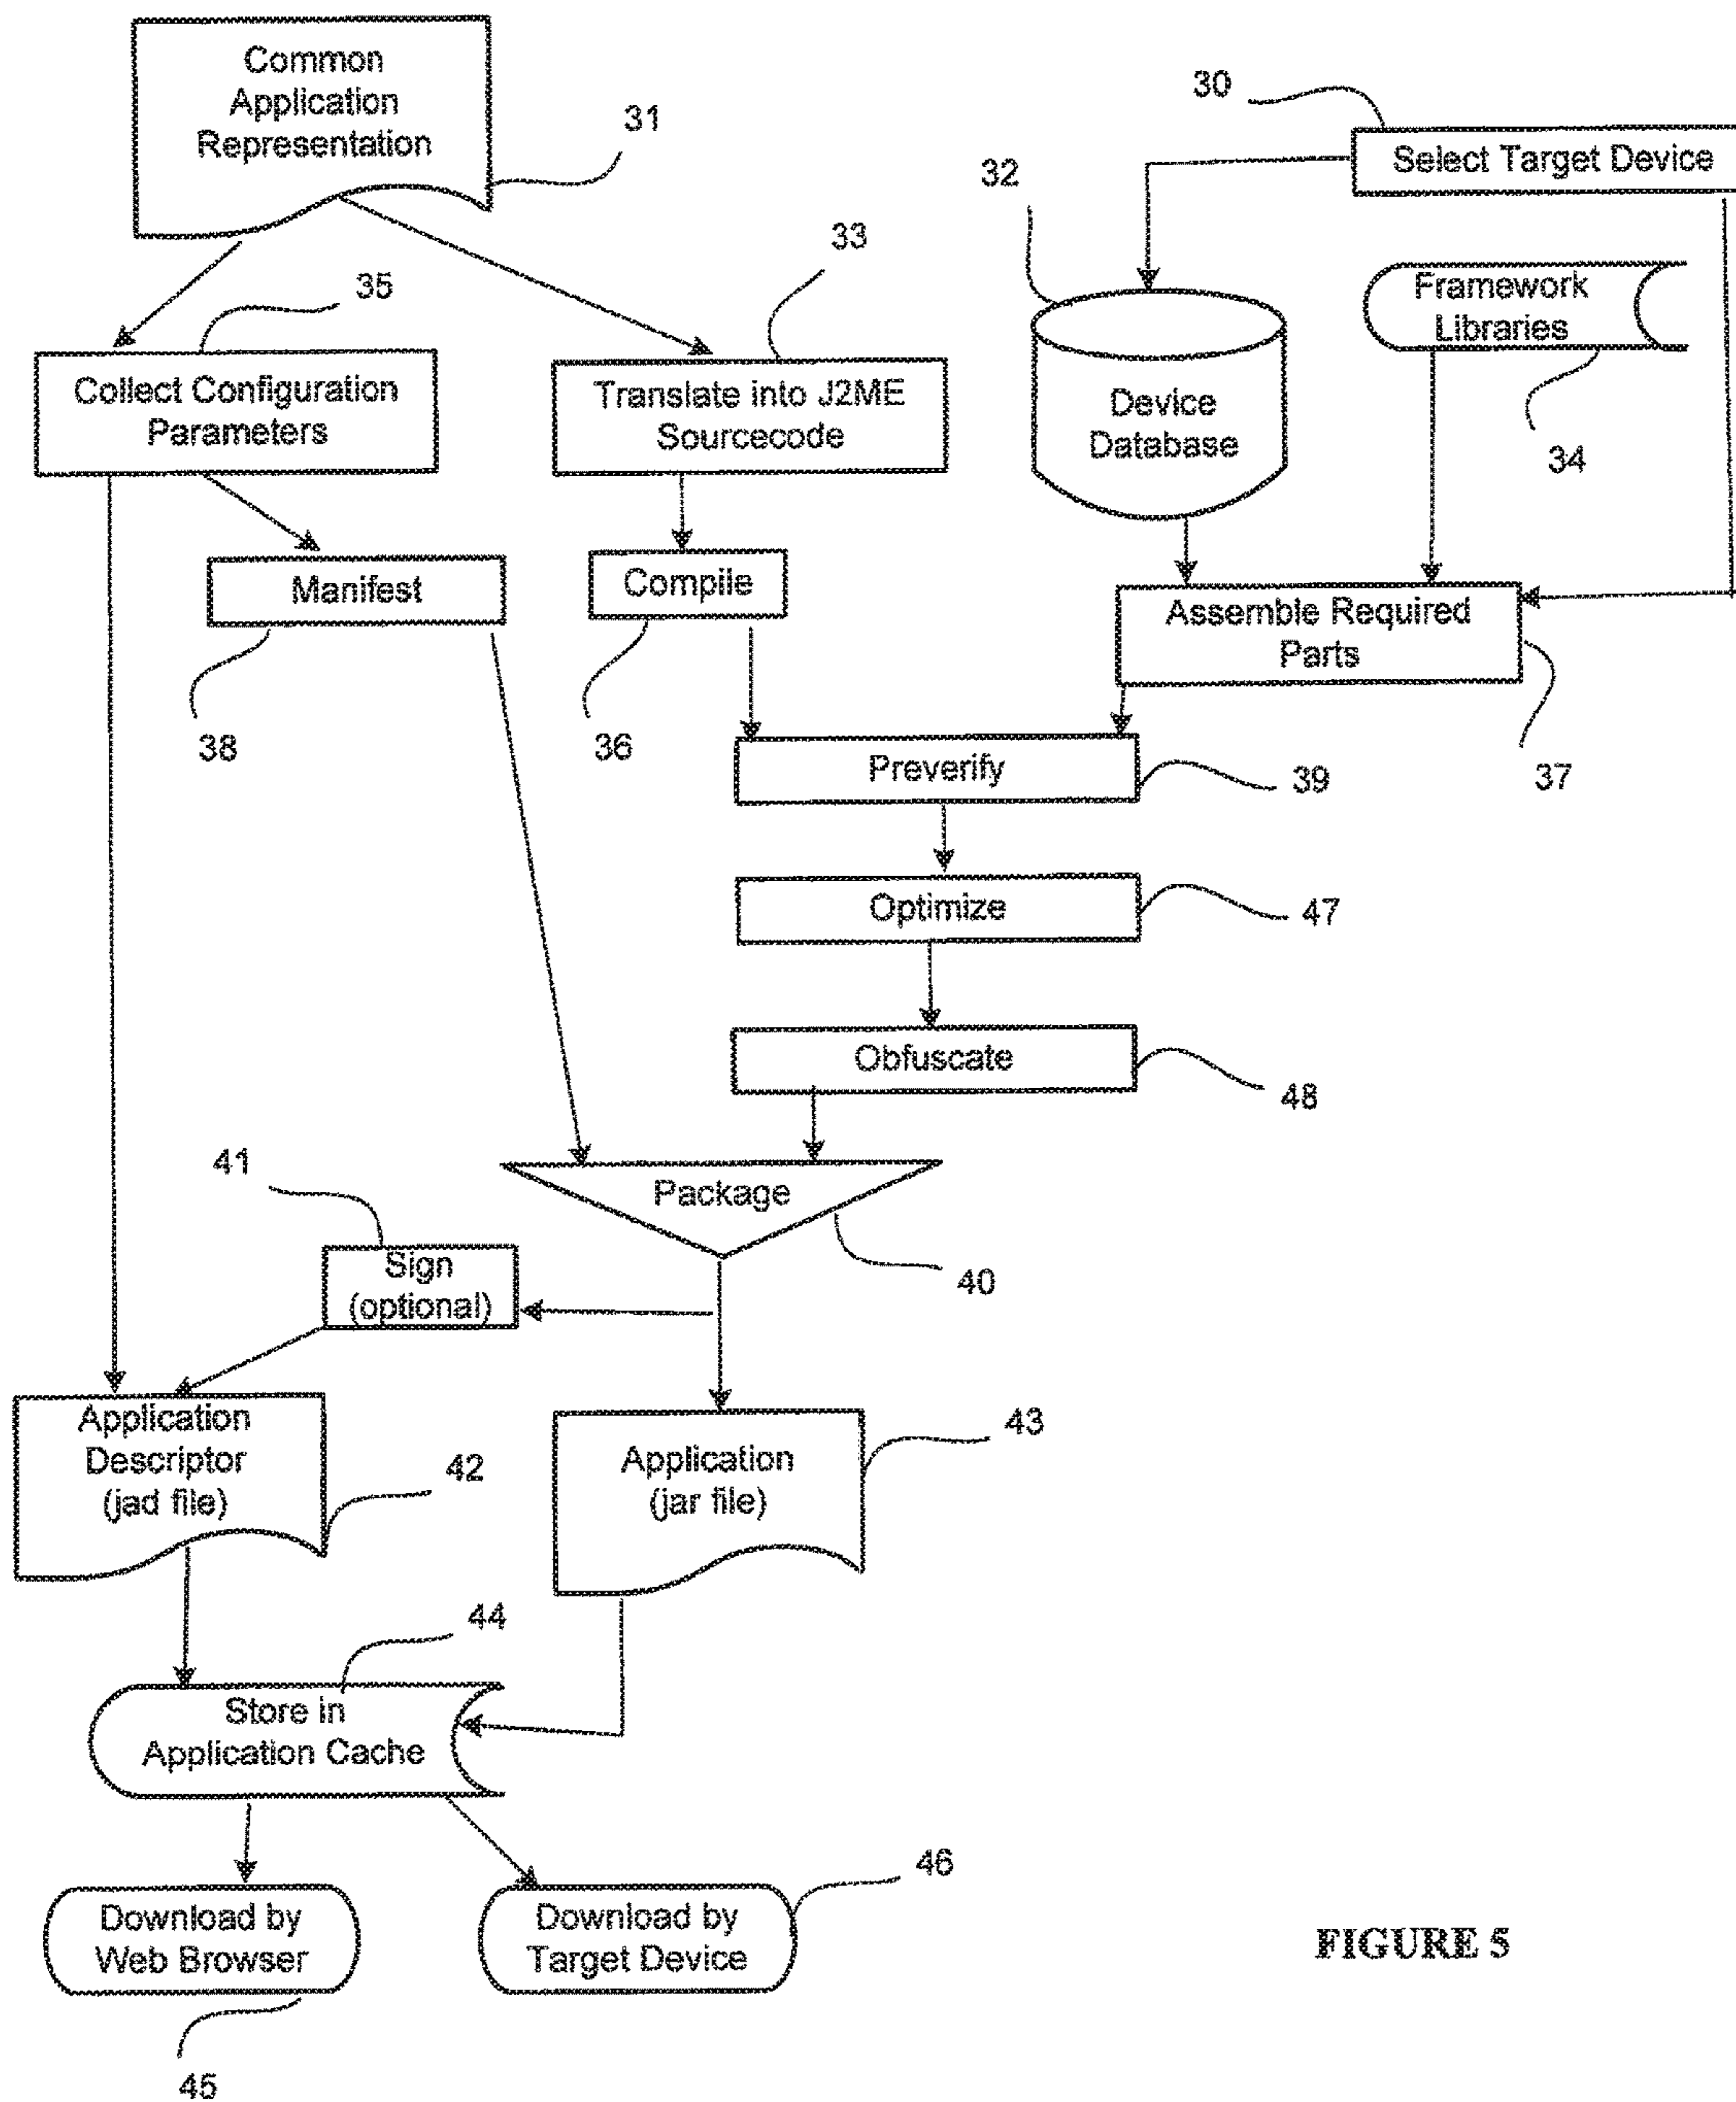 Common
Application
Representation
31
30
Select Target Device
32
33
35
Framework
Libraries
34
Collect Configuration
Parameters
Translate into J2ME
Sourcecode
Device
Database
Manifest
38
Compile
36
Assemble Required
Parts
37
Preverify
39
Optimize
47
Obfuscate
48
41
Package
40
Sign
(optional)
Application
Descriptor
(jad file)
42
Application
(jar file)
43
44
Store in
Application Cache
46
Download by
Web Browser
Download by
Target Device
45
FIGURE 5